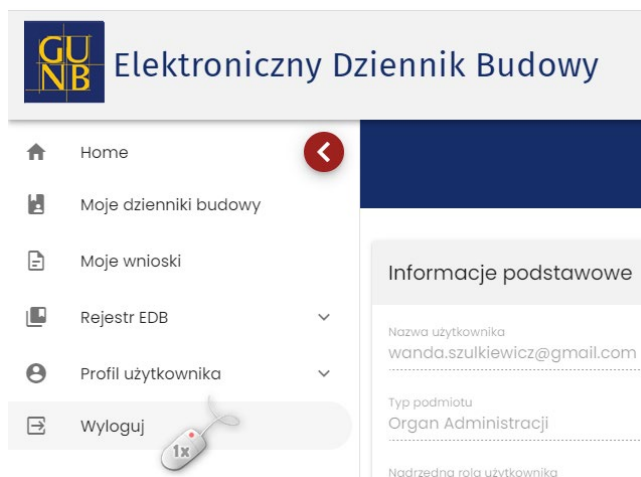 GU
NB
Elektroniczny Dziennik Budowy
Home
Moje dzienniki budowy
Moje wnioski
Rejestr EDB
Profil użytkownika
Wyloguj
1x
Informacje podstawowe
Nazwa użytkownika
wanda.szulkiewicz@gmail.com
Typ podmiotu
Organ Administracji
Nadrzędna rola użytkownika